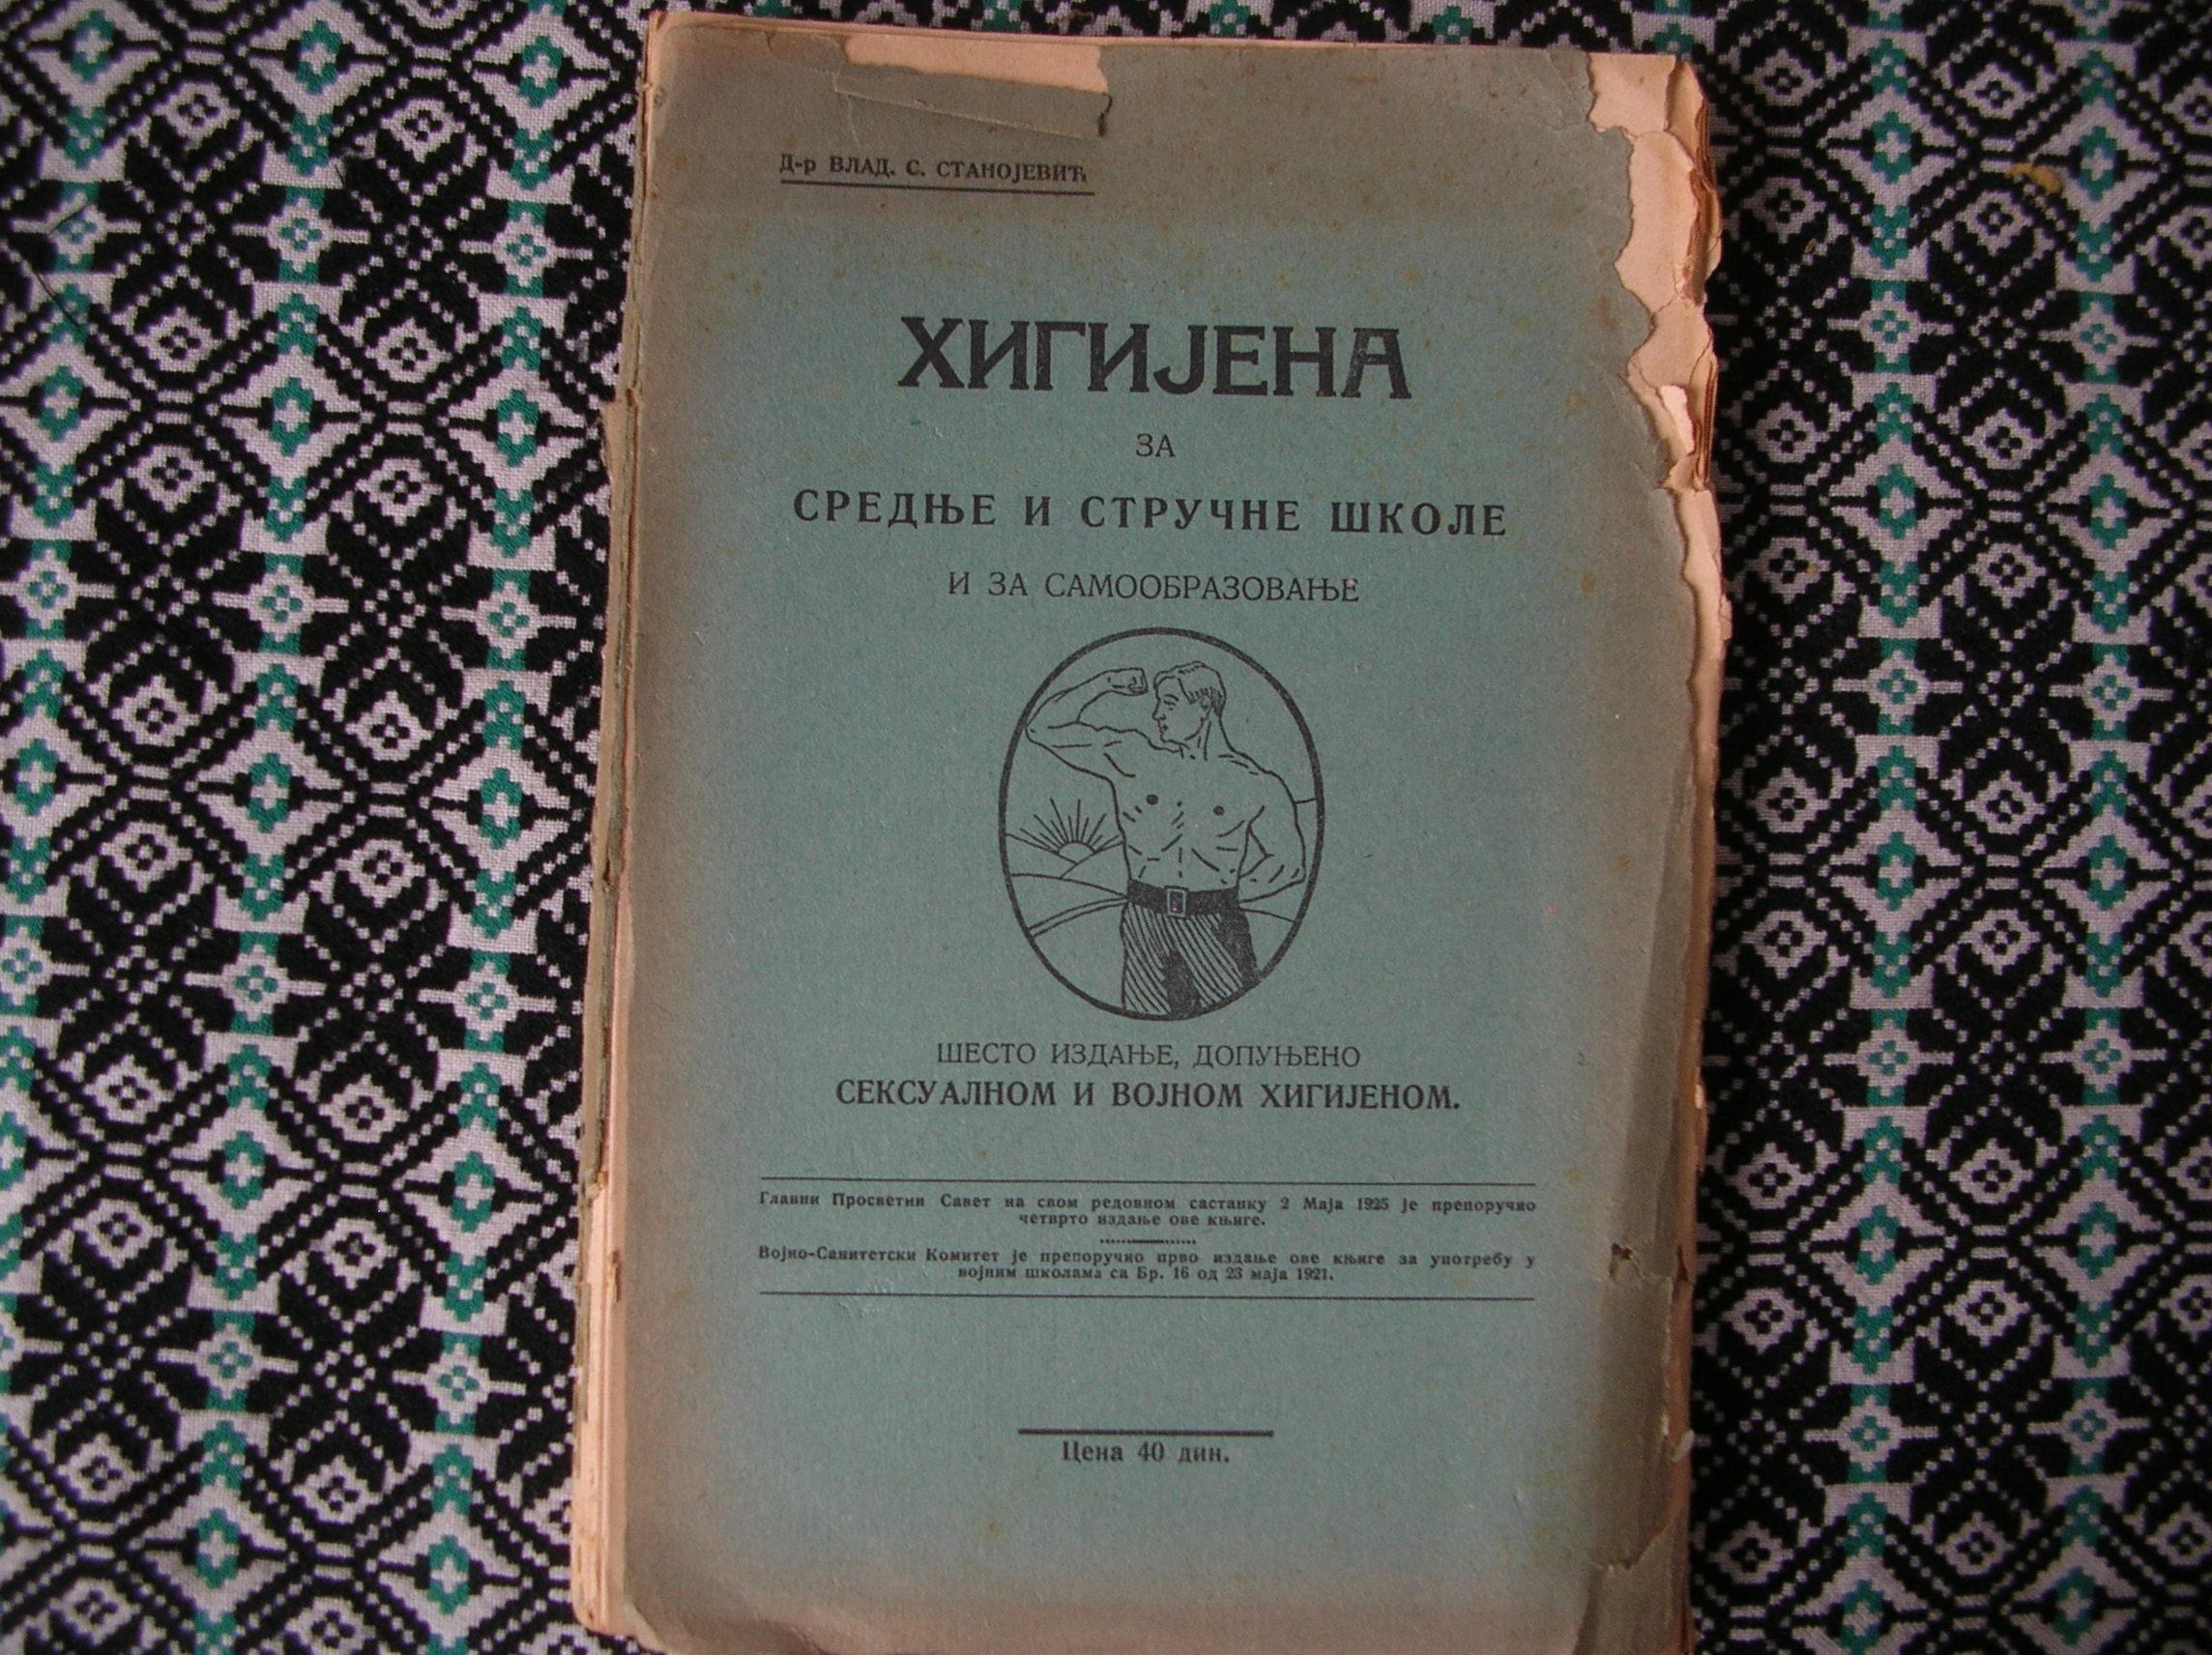 Д-р ВЛАД. С. СТАНОЈЕВИЋ
ХИГИЈЕНА
ЗА
СРЕДЊЕ И СТРУЧНЕ ШКОЛЕ
И ЗА САМООБРАЗОВАЊЕ
ШЕСТО ИЗДАЊЕ, ДОПУЊЕНО
СЕКСУАЛНОМ И ВОЈНОМ ХИГИЈЕНОМ.
Главни Просветни Савет на свом редовном састанку 2 Маја 1925 је препоручио
четврто издање ове књиге.
Војно-Санитетски Комитет је препоручио прво издање ове књиге за употребу у
војним школама са Бр. 16 од 23 маја 1921.
Цена 40 дин.